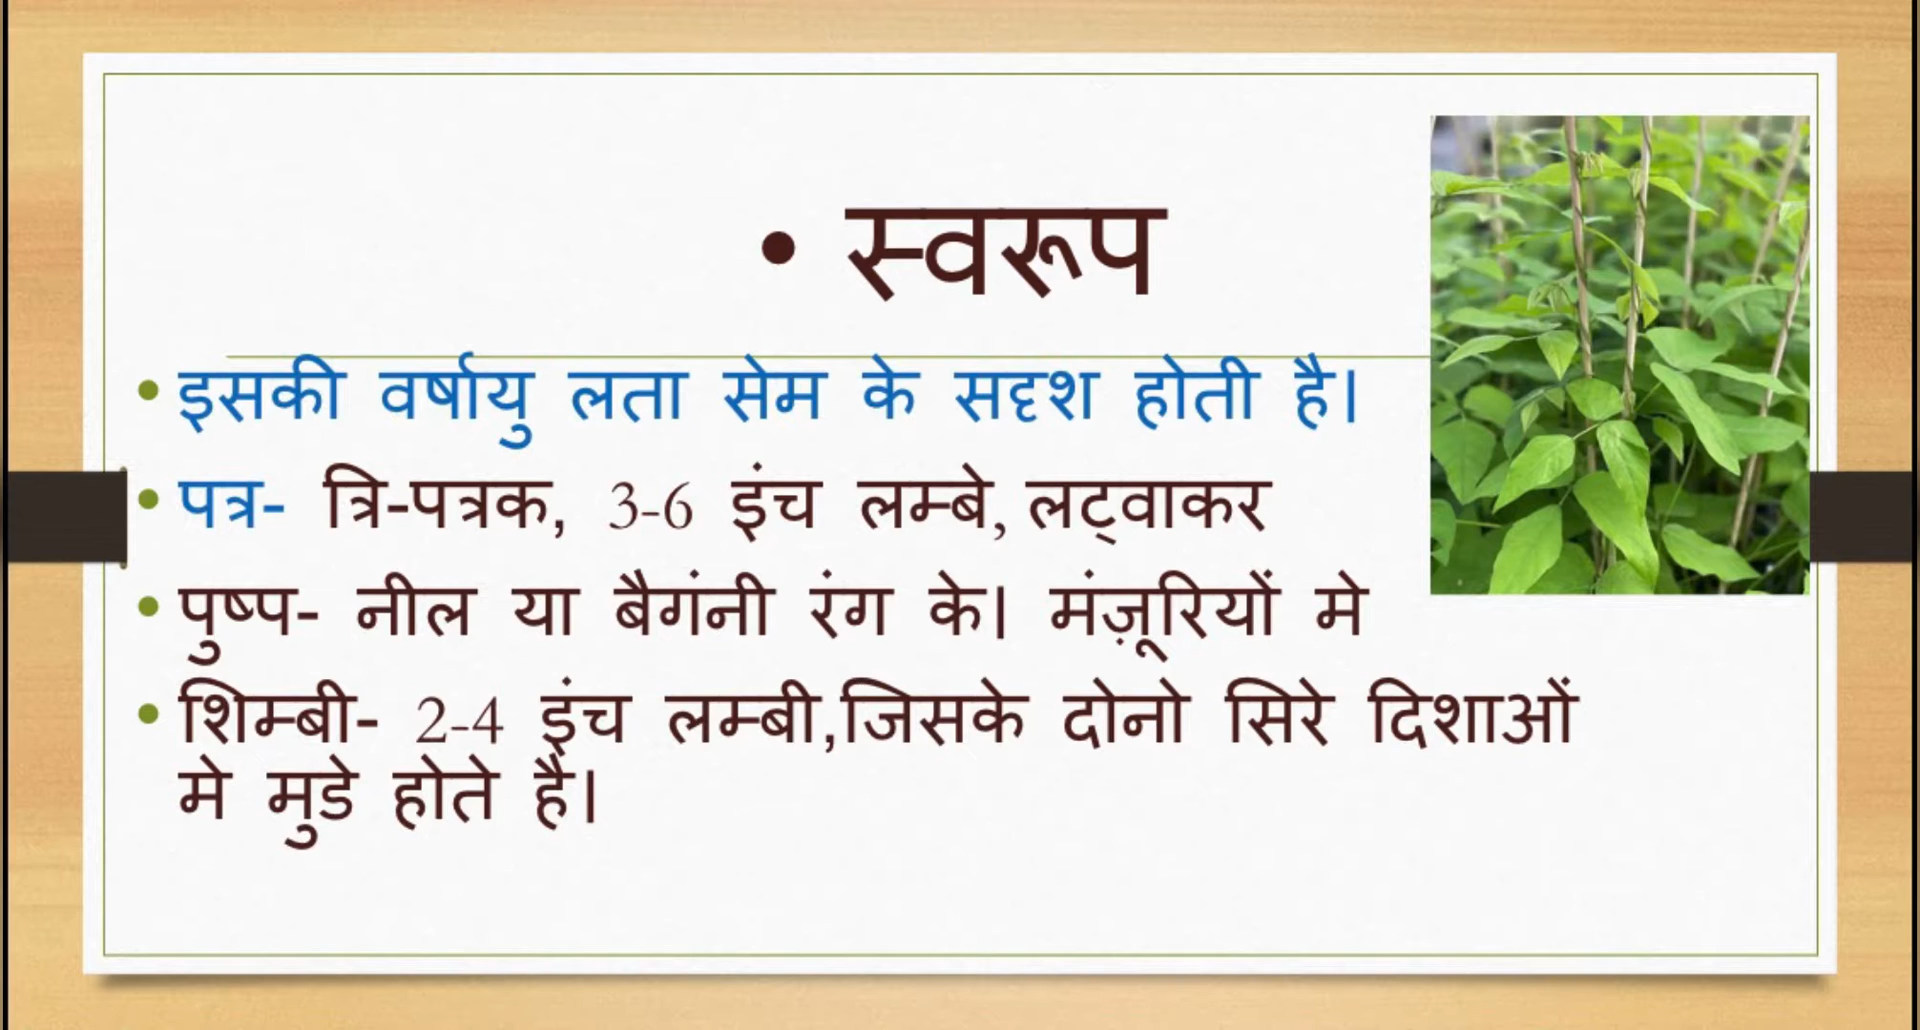 • स्वरूप
• इसकी वर्षायु लता सेम के सदृश होती है।
• पत्र- त्रि-पत्रक, 3-6 इंच लम्बे, लट्वाकर
• पुष्प- नील या बैगंनी रंग के। मंज़ूरियों मे
• शिम्बी- 2-4 इंच लम्बी,जिसके दोनो सिरे दिशाओं
मे मुडे होते है।